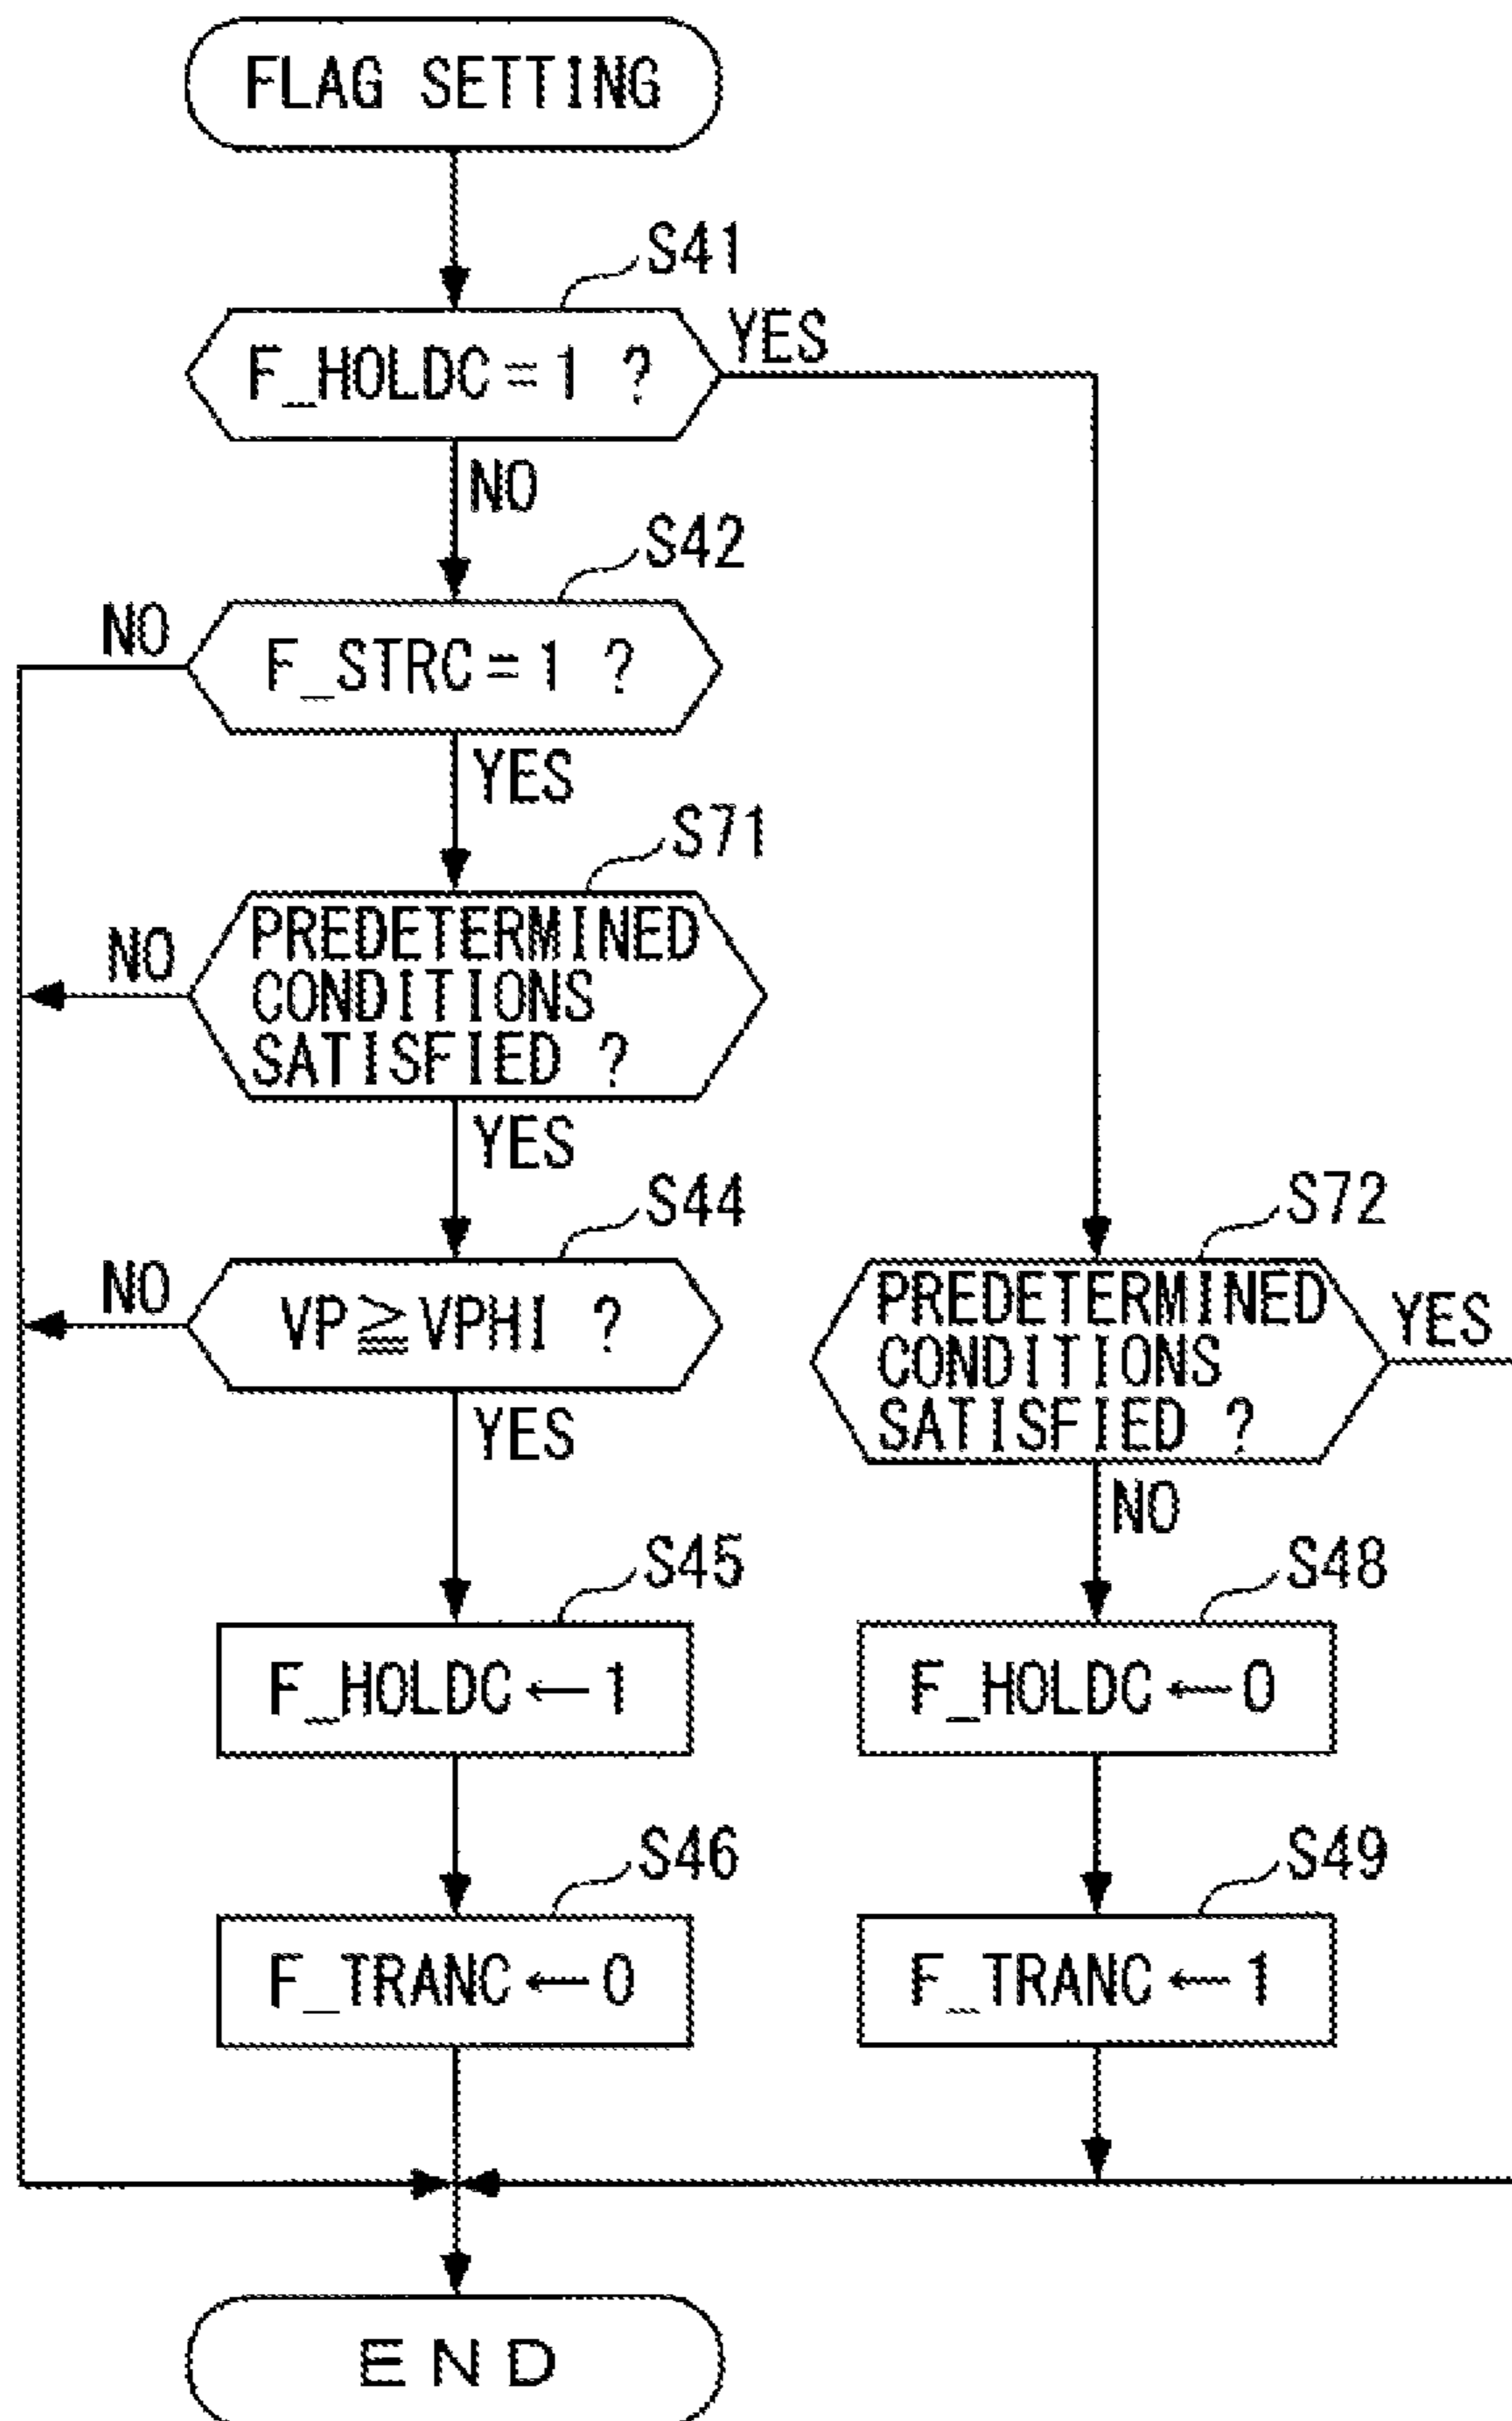 FLAG SETTING
S41
F_HOLDC=1 ?
YES
NO
S42
NO
F_STRC=1 ?
YES
S71
NO
PREDETERMINED
CONDITIONS
SATISFIED ?
YES
S44
NO
VP≧VPHI ?
YES
S72
PREDETERMINED
CONDITIONS
SATISFIED ?
YES
NO
S45
F_HOLDC←1
S48
F_HOLDC←0
S46
F_TRANC←0
S49
F_TRANC←1
END